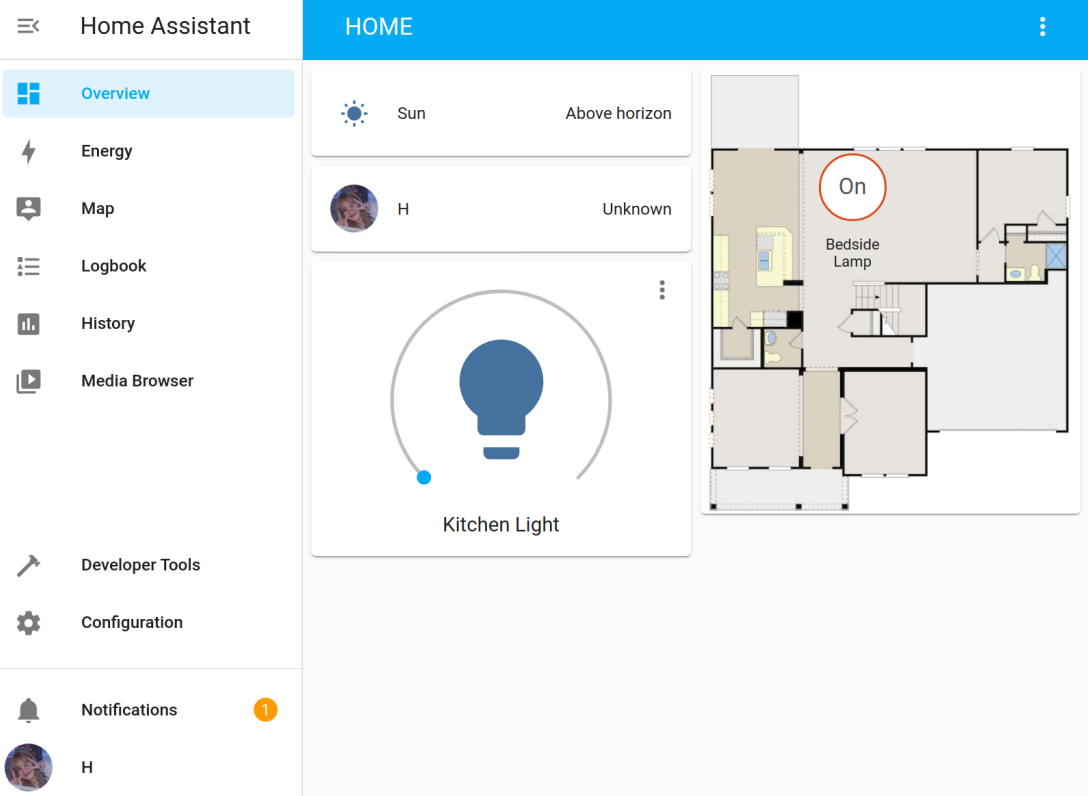 Home Assistant
HOME
Overview
Energy
Map
Logbook
History
Media Browser
Developer Tools
Configuration
Notifications
1
H
Sun
Above horizon
H
Unknown
Kitchen Light
On
Bedside
Lamp